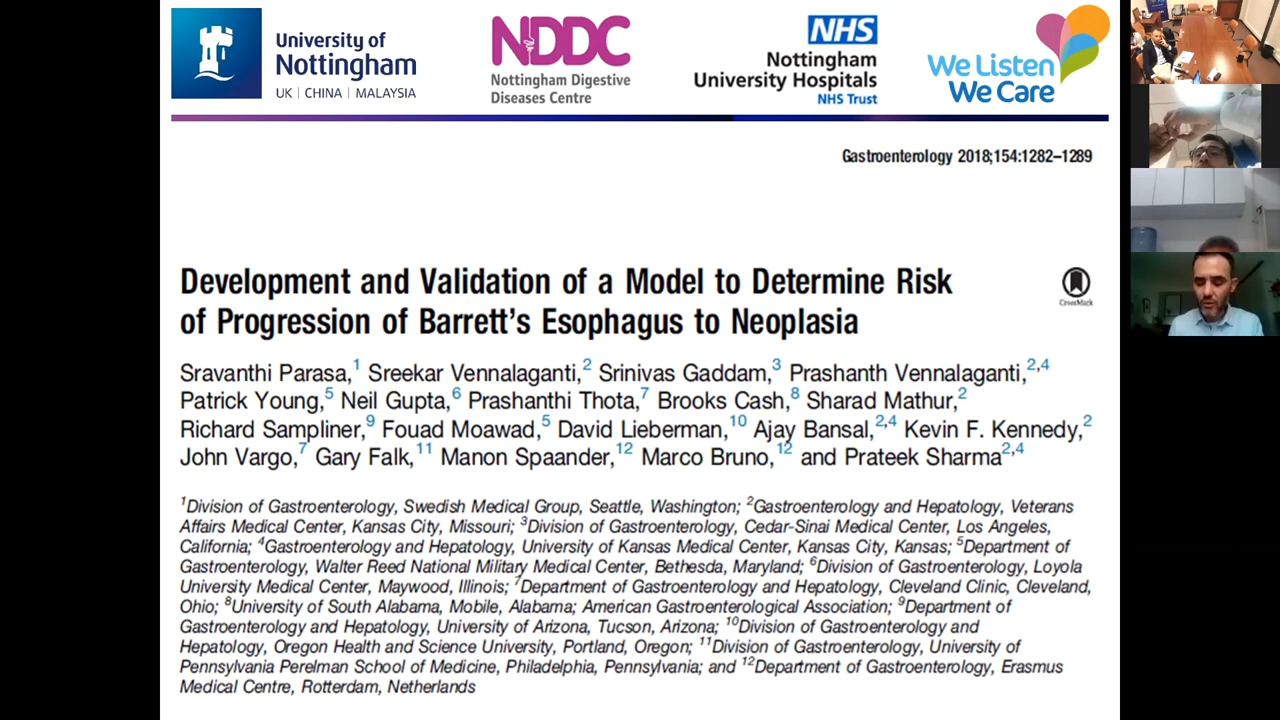 University of
Nottingham
UK | CHINA | MALAYSIA
NDDC
Nottingham Digestive
Diseases Centre
NHS
Nottingham
University Hospitals
NHS Trust
We Listen
We Care
Gastroenterology 2018;154:1282–1289
Development and Validation of a Model to Determine Risk
of Progression of Barrett's Esophagus to Neoplasia
CrossMark
Sravanthi Parasa,1 Sreekar Vennalaganti,2 Srinivas Gaddam,3 Prashanth Vennalaganti,2,4
Patrick Young,5 Neil Gupta,6 Prashanthi Thota,7 Brooks Cash,8 Sharad Mathur,2
Richard Sampliner,9 Fouad Moawad,5 David Lieberman,10 Ajay Bansal,2,4 Kevin F. Kennedy,2
John Vargo,7 Gary Falk,11 Manon Spaander,12 Marco Bruno,12 and Prateek Sharma2,4
1Division of Gastroenterology, Swedish Medical Group, Seattle, Washington; 2Gastroenterology and Hepatology, Veterans
Affairs Medical Center, Kansas City, Missouri; 3Division of Gastroenterology, Cedar-Sinai Medical Center, Los Angeles,
California; 4Gastroenterology and Hepatology, University of Kansas Medical Center, Kansas City, Kansas; 5Department of
Gastroenterology, Walter Reed National Military Medical Center, Bethesda, Maryland; 6Division of Gastroenterology, Loyola
University Medical Center, Maywood, Illinois; 7Department of Gastroenterology and Hepatology, Cleveland Clinic, Cleveland,
Ohio; 8University of South Alabama, Mobile, Alabama; American Gastroenterological Association; 9Department of
Gastroenterology and Hepatology, University of Arizona, Tucson, Arizona; 10Division of Gastroenterology and
Hepatology, Oregon Health and Science University, Portland, Oregon; 11Division of Gastroenterology, University of
Pennsylvania Perelman School of Medicine, Philadelphia, Pennsylvania; and 12Department of Gastroenterology, Erasmus
Medical Centre, Rotterdam, Netherlands